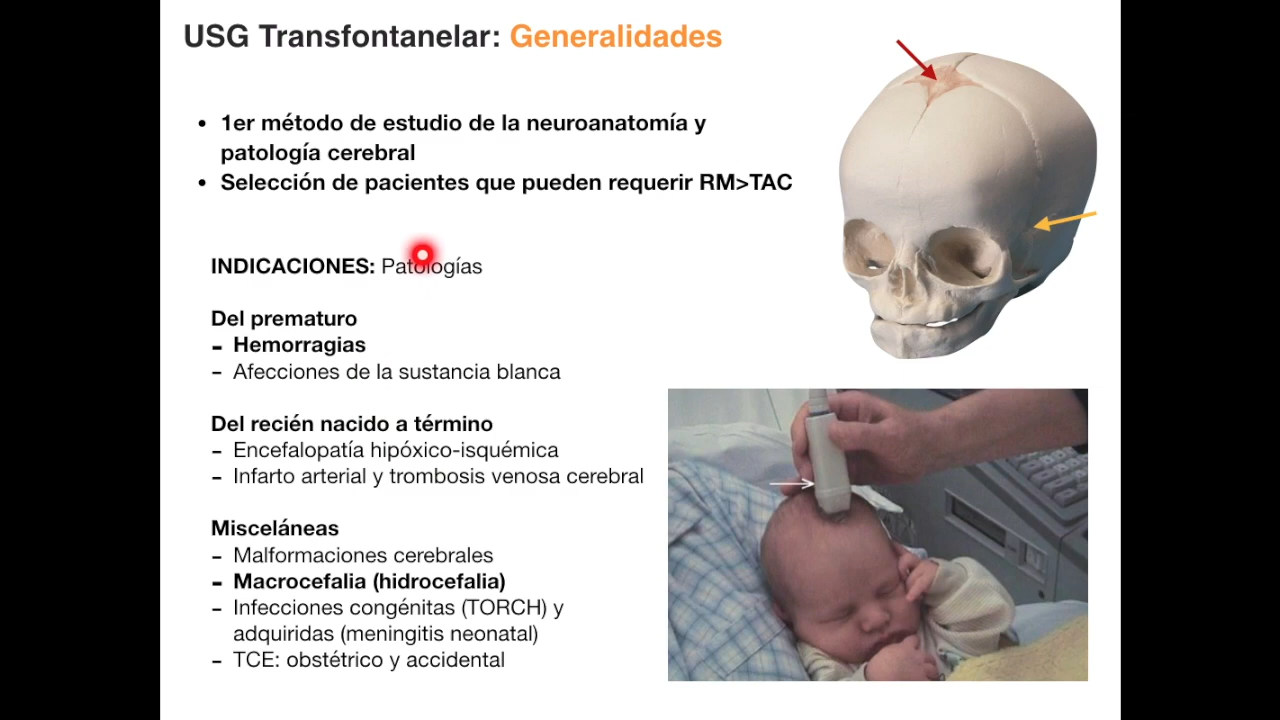 USG Transfontanelar: Generalidades
• 1er método de estudio de la neuroanatomía y
patología cerebral
• Selección de pacientes que pueden requerir RM>TAC
INDICACIONES: Patologías
Del prematuro
- Hemorragias
- Afecciones de la sustancia blanca
Del recién nacido a término
- Encefalopatía hipóxico-isquémica
- Infarto arterial y trombosis venosa cerebral
Misceláneas
- Malformaciones cerebrales
- Macrocefalia (hidrocefalia)
- Infecciones congénitas (TORCH) y
adquiridas (meningitis neonatal)
- TCE: obstétrico y accidental